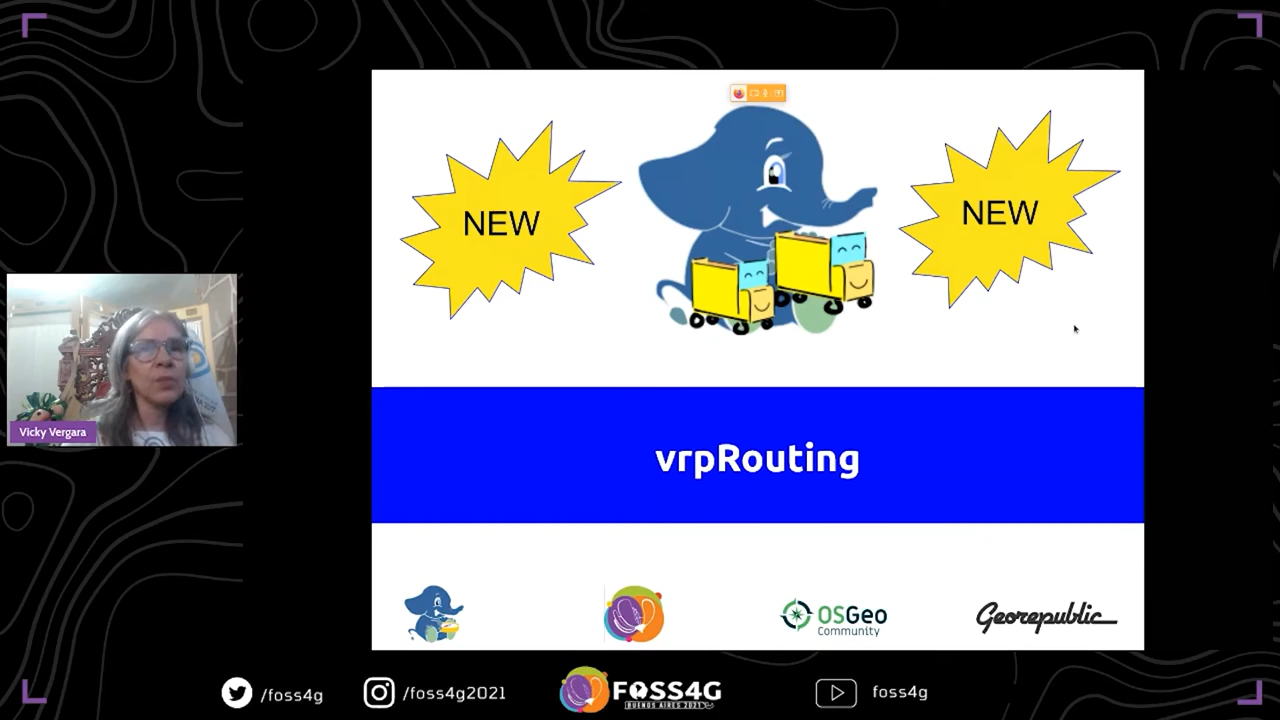 NEW
NEW
Vicky Vergara
vrpRouting
OSGeo
Community
Georepublic
/foss4g
/foss4g2021
FOSS4G
BUENOS AIRES 2021
foss4g